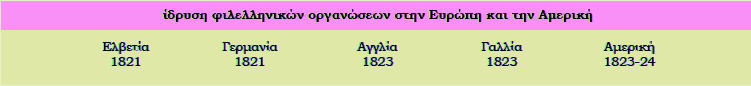 ίδρυση φιλελληνικών οργανώσεων στην Ευρώπη και την Αμερική
Ελβετία Γερμανία Αγγλία Γαλλία Αμερική
1821 1821 1823 1823 1823-24